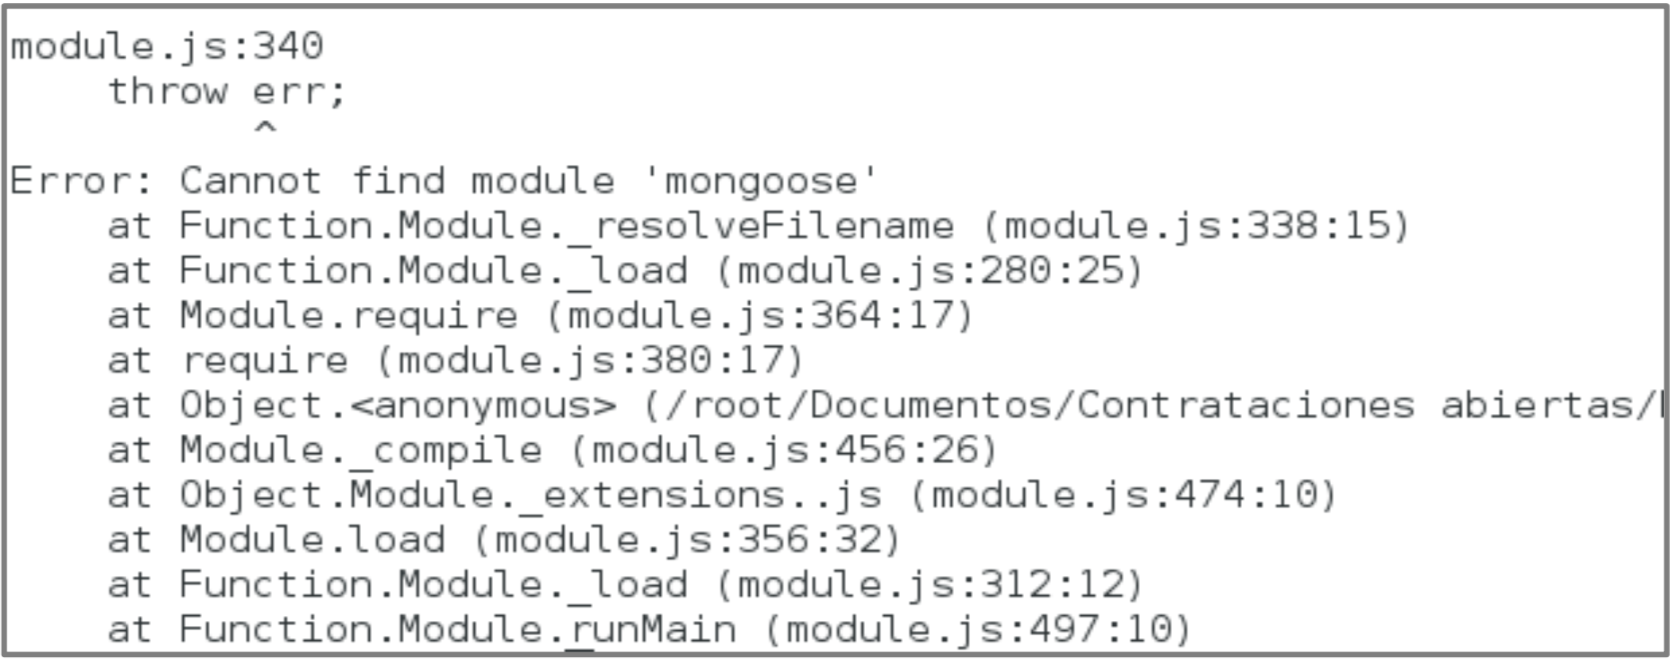 module.js:340
    throw err;
          ^
Error: Cannot find module 'mongoose'
    at Function.Module._resolveFilename (module.js:338:15)
    at Function.Module._load (module.js:280:25)
    at Module.require (module.js:364:17)
    at require (module.js:380:17)
    at Object.<anonymous> (/root/Documentos/Contrataciones abiertas/
    at Module._compile (module.js:456:26)
    at Object.Module._extensions..js (module.js:474:10)
    at Module.load (module.js:356:32)
    at Function.Module._load (module.js:312:12)
    at Function.Module.runMain (module.js:497:10)